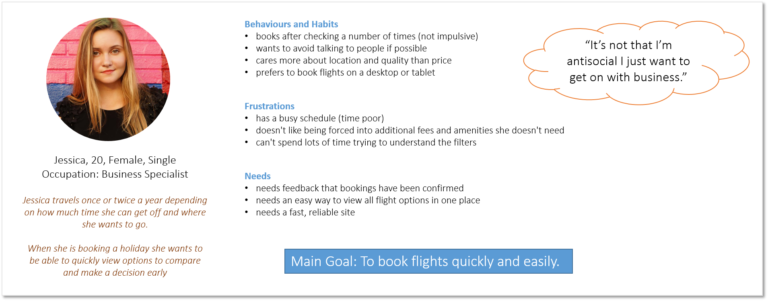 Jessica, 20, Female, Single
Occupation: Business Specialist
Jessica travels once or twice a year depending
on how much time she can get off and where
she wants to go.
When she is booking a holiday she wants to
be able to quickly view options to compare
and make a decision early
Behaviours and Habits
• books after checking a number of times (not impulsive)
• wants to avoid talking to people if possible
• cares more about location and quality than price
• prefers to book flights on a desktop or tablet
Frustrations
• has a busy schedule (time poor)
• doesn't like being forced into additional fees and amenities she doesn't need
• can't spend lots of time trying to understand the filters
Needs
• needs feedback that bookings have been confirmed
• needs an easy way to view all flight options in one place
• needs a fast, reliable site
“It’s not that I’m
antisocial I just want to
get on with business.”
Main Goal: To book flights quickly and easily.